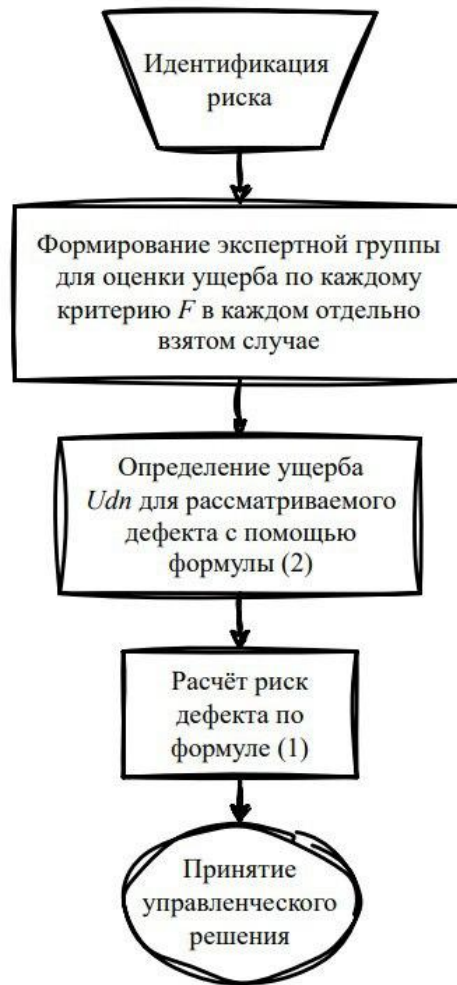 Идентификация
риска
Формирование экспертной группы
для оценки ущерба по каждому
критерию F в каждом отдельно
взятом случае
Определение ущерба
Udn для рассматриваемого
дефекта с помощью
формулы (2)
Расчёт риск
дефекта по
формуле (1)
Принятие
управленческого
решения